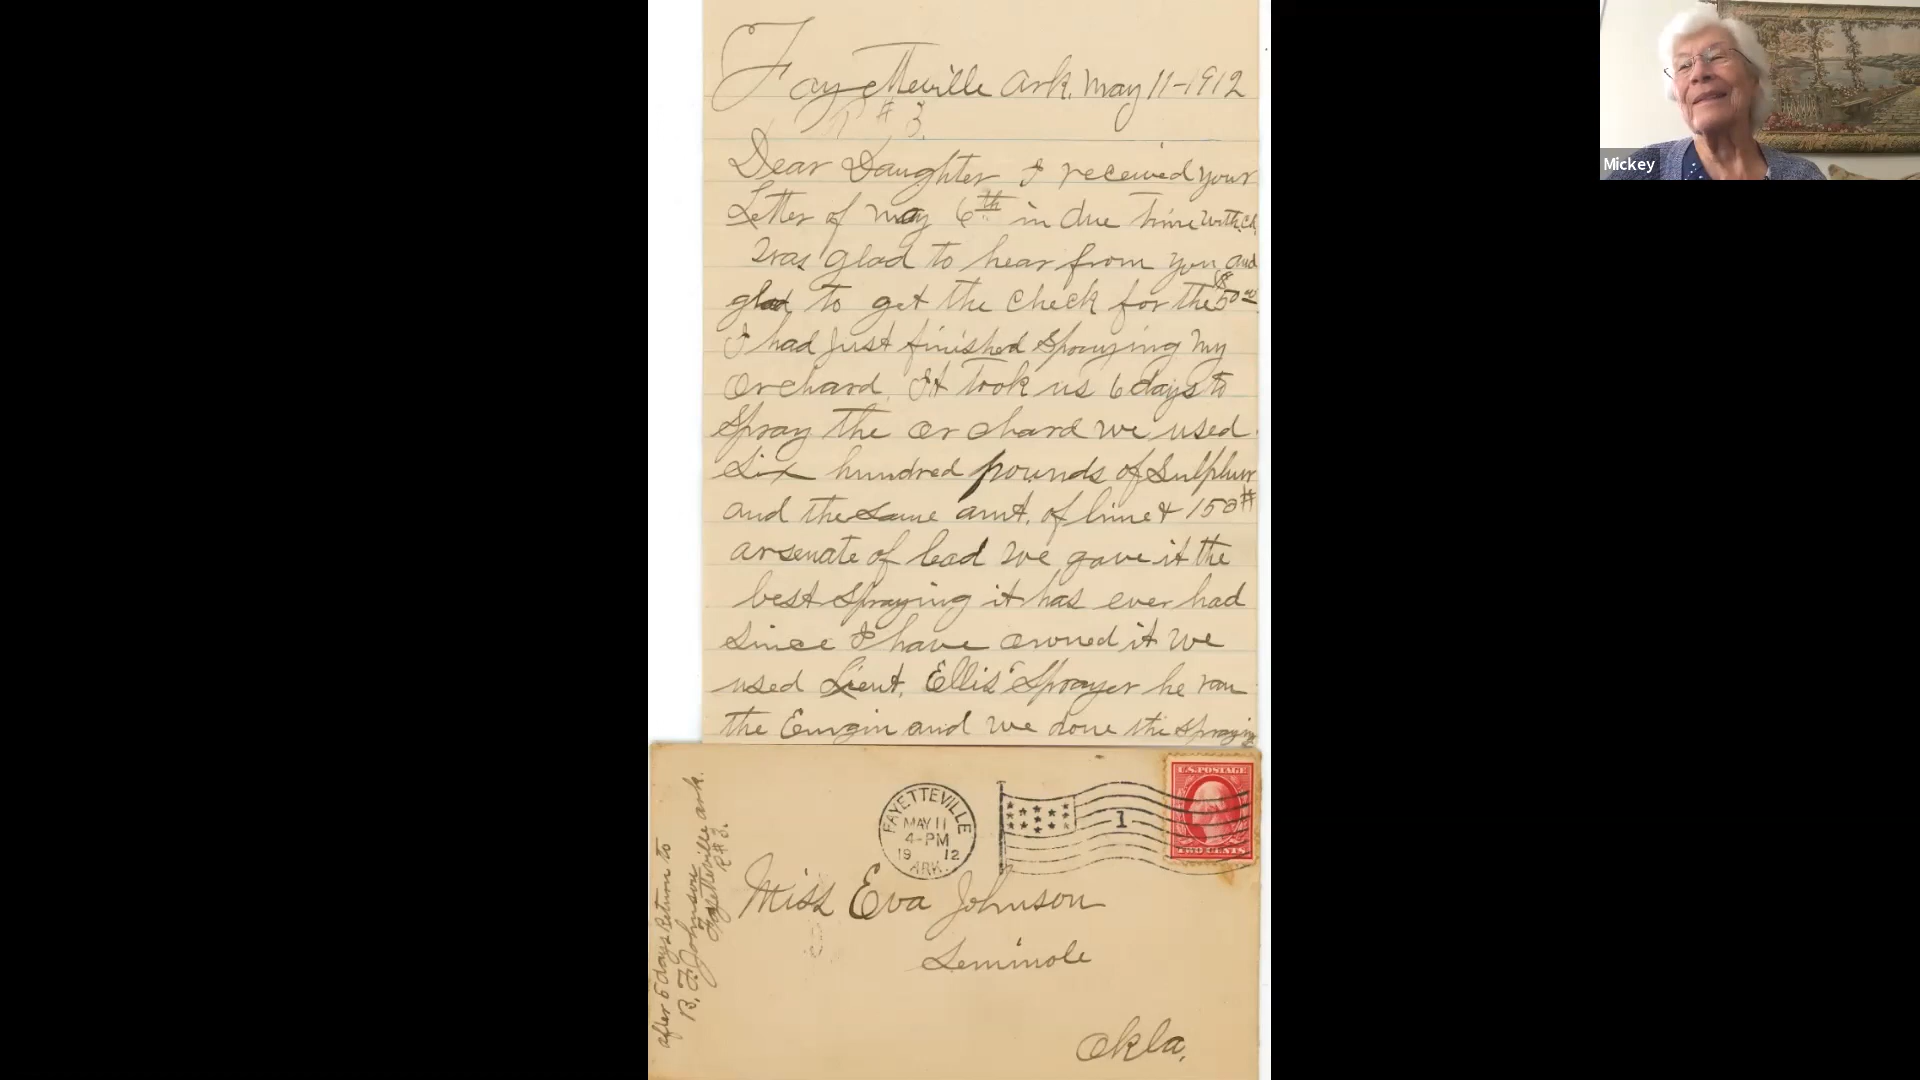 Fayetteville Ark. May 11-1912
R # 3.
Dear Daughter I received your
Letter of May 6th in due Time with ck.
Was glad to hear from you and
glad to get the check for the $50 00
I had Just finished Spraying my
Orchard. It Took us 6 days to
Spray the orchard we used
Six hundred pounds of Sulphur
and the same amt. of lime & 150#
arsenate of lead we gave it the
best Spraying it has ever had
Since I have owned it we
used Lieut. Ellis' Sprayer he ran
the Engin and we done the spraying
Mickey
FAYETTEVILLE
MAY 11
4-PM
1912
ARK.
1
U.S. POSTAGE
TWO CENTS
Miss Eva Johnson
Seminole
Okla.
after 5 days Return to
B. F. Johnson
Fayetteville ark.
R# 3.